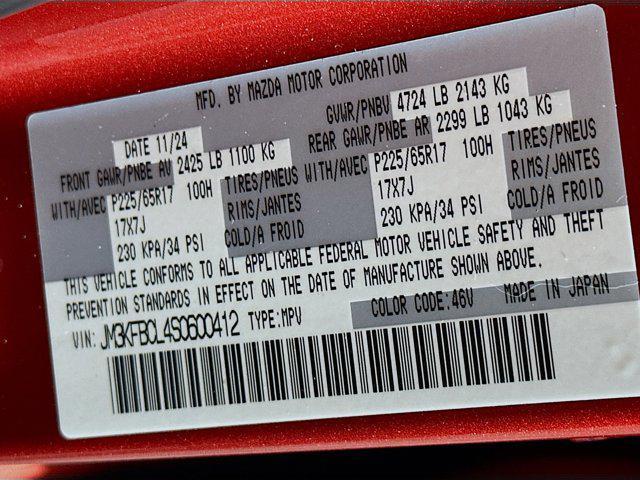 MFD. BY MAZDA MOTOR CORPORATION
DATE 11/24 GVWR/PNBV 4724 LB 2143 KG
FRONT GAWR/PNBE AV 2425 LB 1100 KG REAR GAWR/PNBE AR 2299 LB 1043 KG
WITH/AVEC P225/65R17 100H TIRES/PNEUS WITH/AVEC P225/65R17 100H TIRES/PNEUS
17X7J RIMS/JANTES 17X7J RIMS/JANTES
230 KPA/34 PSI COLD/A FROID 230 KPA/34 PSI COLD/A FROID
THIS VEHICLE CONFORMS TO ALL APPLICABLE FEDERAL MOTOR VEHICLE SAFETY AND THEFT
PREVENTION STANDARDS IN EFFECT ON THE DATE OF MANUFACTURE SHOWN ABOVE.
VIN: JM3KFBCL4S0600412 TYPE:MPV COLOR CODE:46V MADE IN JAPAN